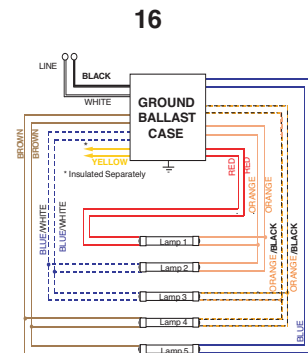 16
LINE
BLACK
WHITE
GROUND
BALLAST
CASE
*
YELLOW
* Insulated Separately
BROWN
BROWN
BLUE/WHITE
BLUE/WHITE
RED
RED
ORANGE
ORANGE
ORANGE/BLACK
ORANGE/BLACK
BLUE
Lamp 1
Lamp 2
Lamp 3
Lamp 4
Lamp 5